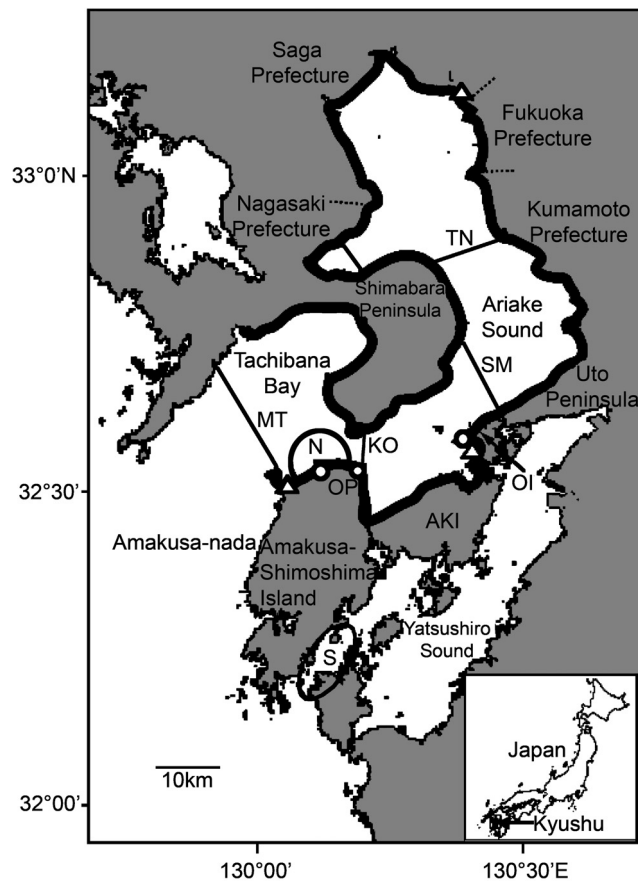 Saga
Prefecture
Fukuoka
Prefecture
33°0’N
Nagasaki
Prefecture
TN
Kumamoto
Prefecture
Shimabara
Peninsula
Ariake
Sound
Tachibana
Bay
SM
Uto
Peninsula
MT
N
KO
32°30’
OP
OI
AKI
Amakusa-nada
Amakusa-
Shimoshima
Island
Yatsushiro
Sound
S
Japan
10km
32°00’
Kyushu
130°00’
130°30’E